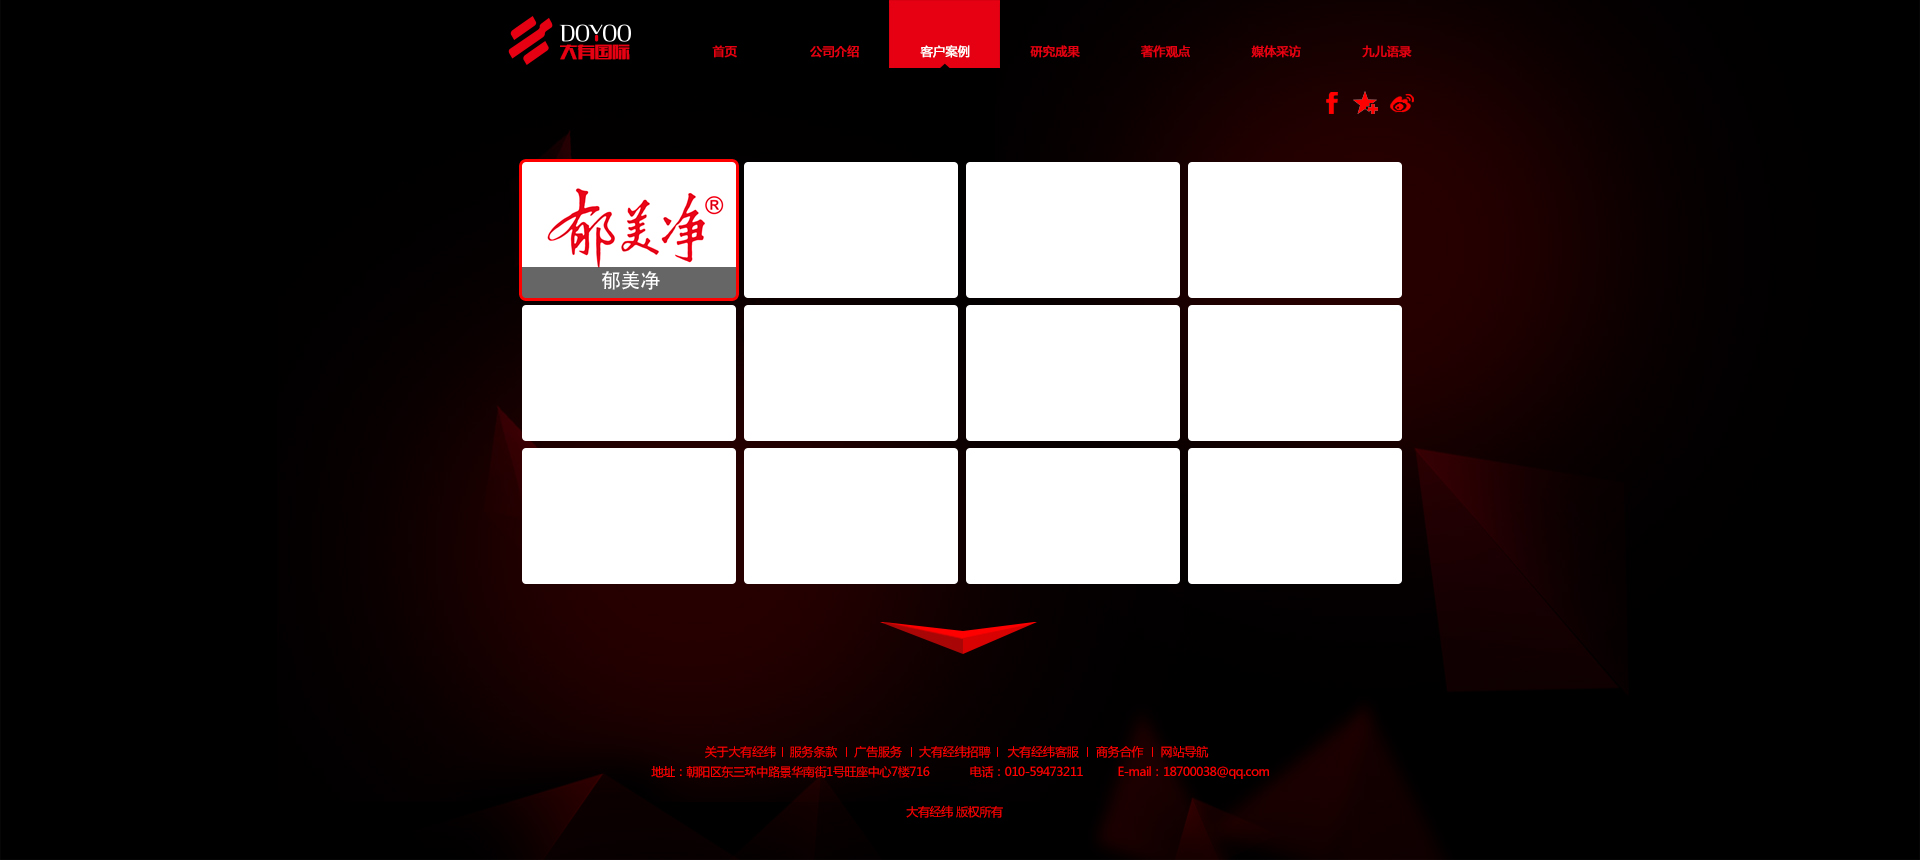 DOYOO
大有国际
首页 公司介绍 客户案例 研究成果 著作观点 媒体采访 九儿语录
郁美净®
郁美净
关于大有经纬 | 服务条款 | 广告服务 | 大有经纬招聘 | 大有经纬客服 | 商务合作 | 网站导航
地址：朝阳区东三环中路景华南街1号旺座中心7楼716 电话：010-59473211 E-mail：18700038@qq.com
大有经纬 版权所有